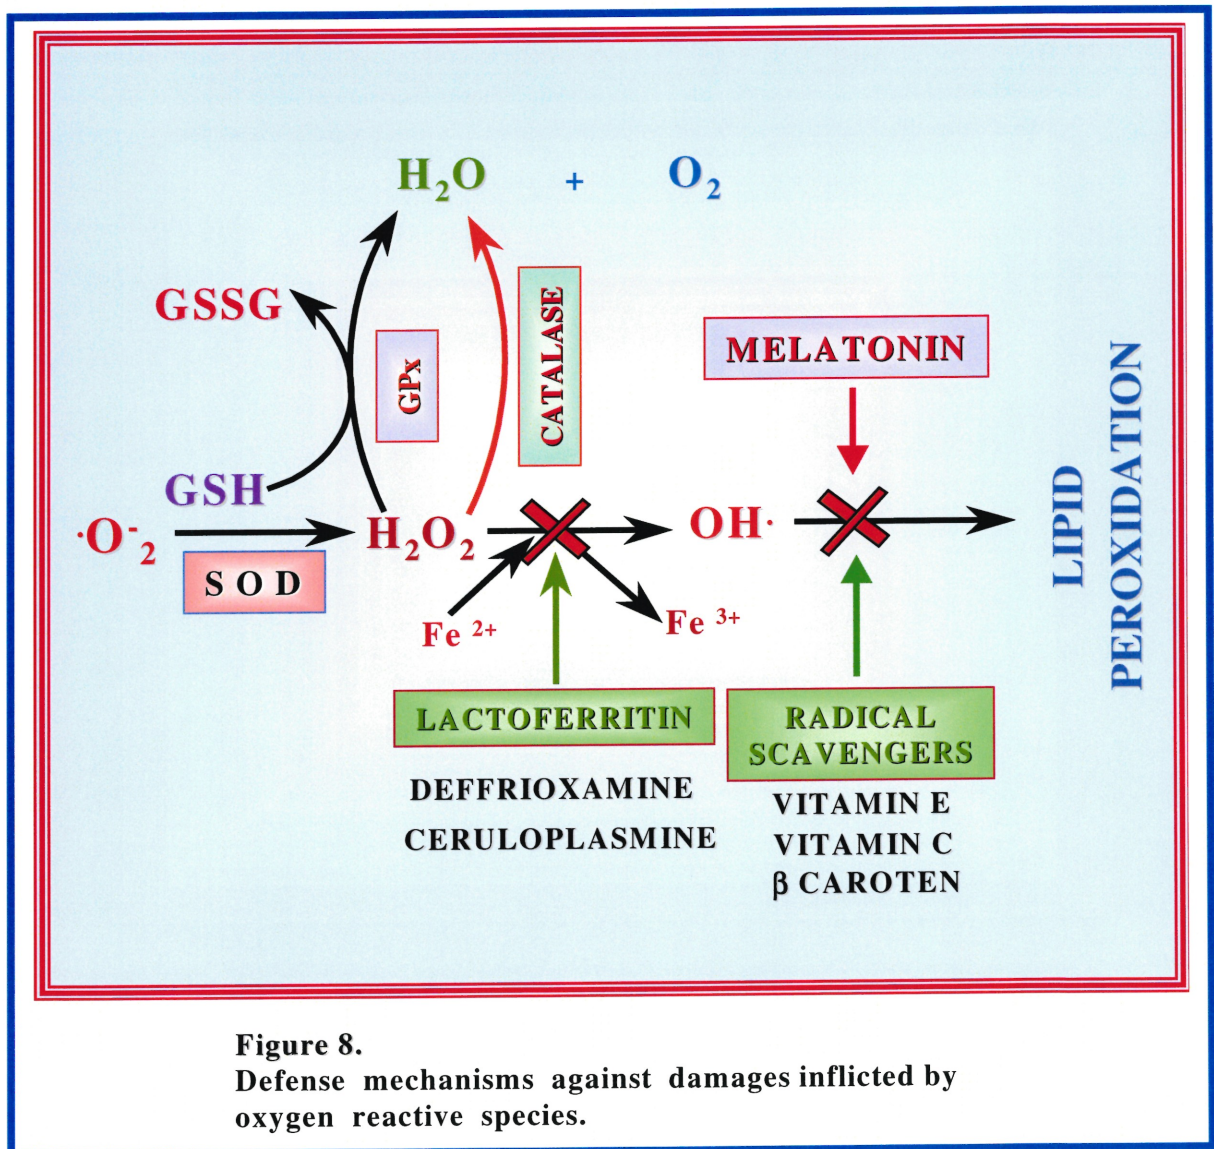 H₂O + O₂
GSSG
GPx
CATALASE
MELATONIN
GSH
·O⁻₂
SOD
H₂O₂
OH·
Fe 2+
Fe 3+
LIPID
PEROXIDATION
LACTOFERRITIN
DEFFRIOXAMINE
CERULOPLASMINE
RADICAL
SCAVENGERS
VITAMIN E
VITAMIN C
β CAROTEN
Figure 8.
Defense mechanisms against damages inflicted by
oxygen reactive species.